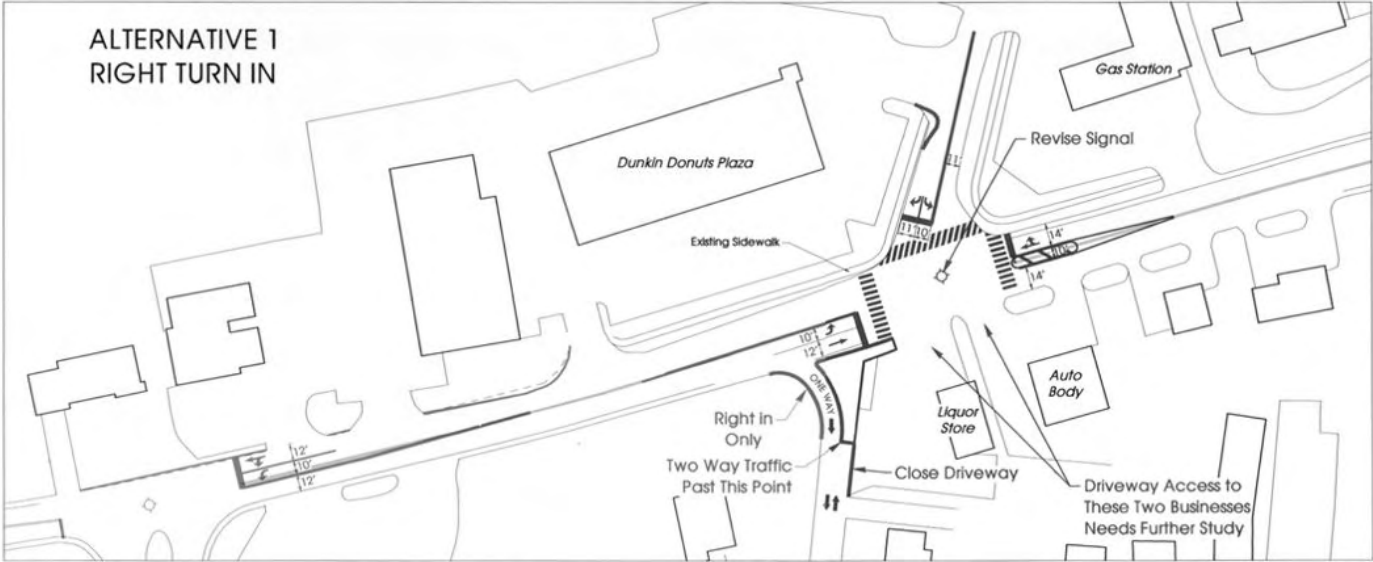 ALTERNATIVE 1
RIGHT TURN IN
Gas Station
Revise Signal
Dunkin Donuts Plaza
11'
11'
10'
Existing Sidewalk
14'
10'
14'
10'
12'
ONE WAY
Auto
Body
Liquor
Store
Right in
Only
Two Way Traffic
Past This Point
Close Driveway
Driveway Access to
These Two Businesses
Needs Further Study
12'
10'
12'